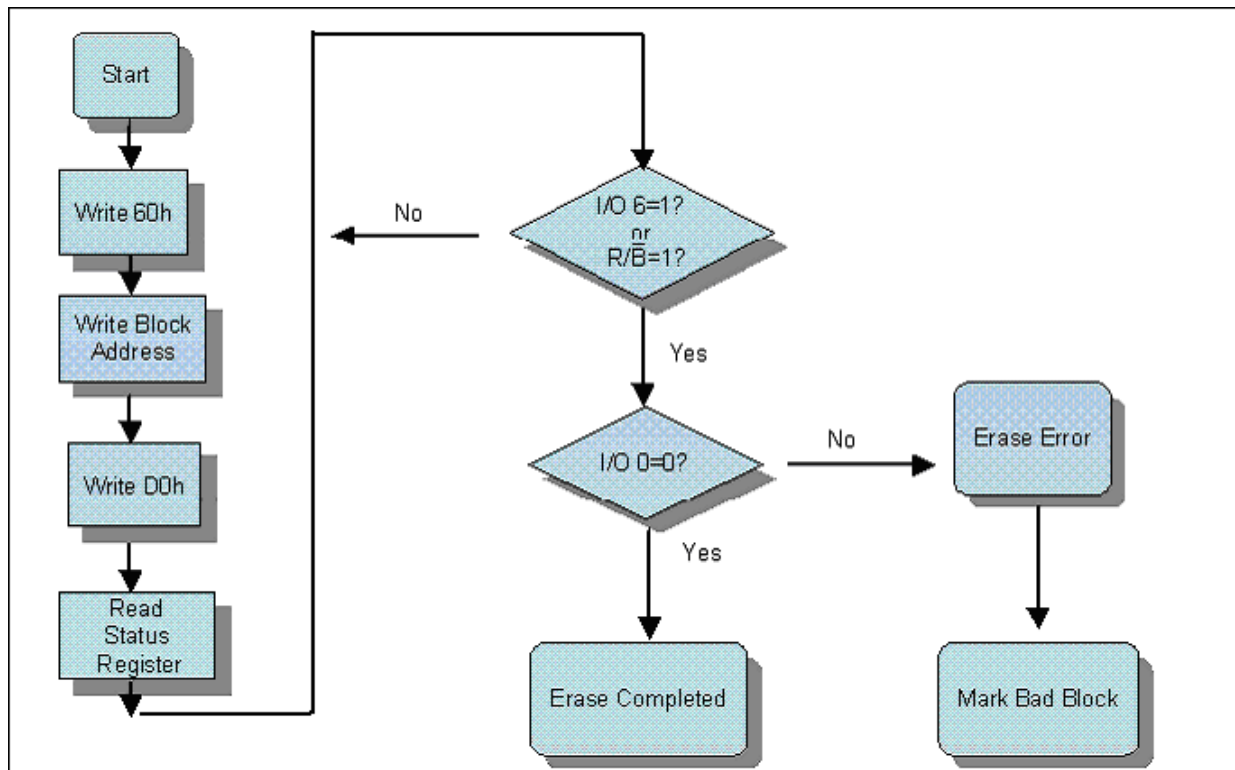 Start
Write 60h
Write Block
Address
Write D0h
Read
Status
Register
I/O 6=1?
or
R/B̅=1?
No
Yes
I/O 0=0?
No
Yes
Erase Error
Erase Completed
Mark Bad Block